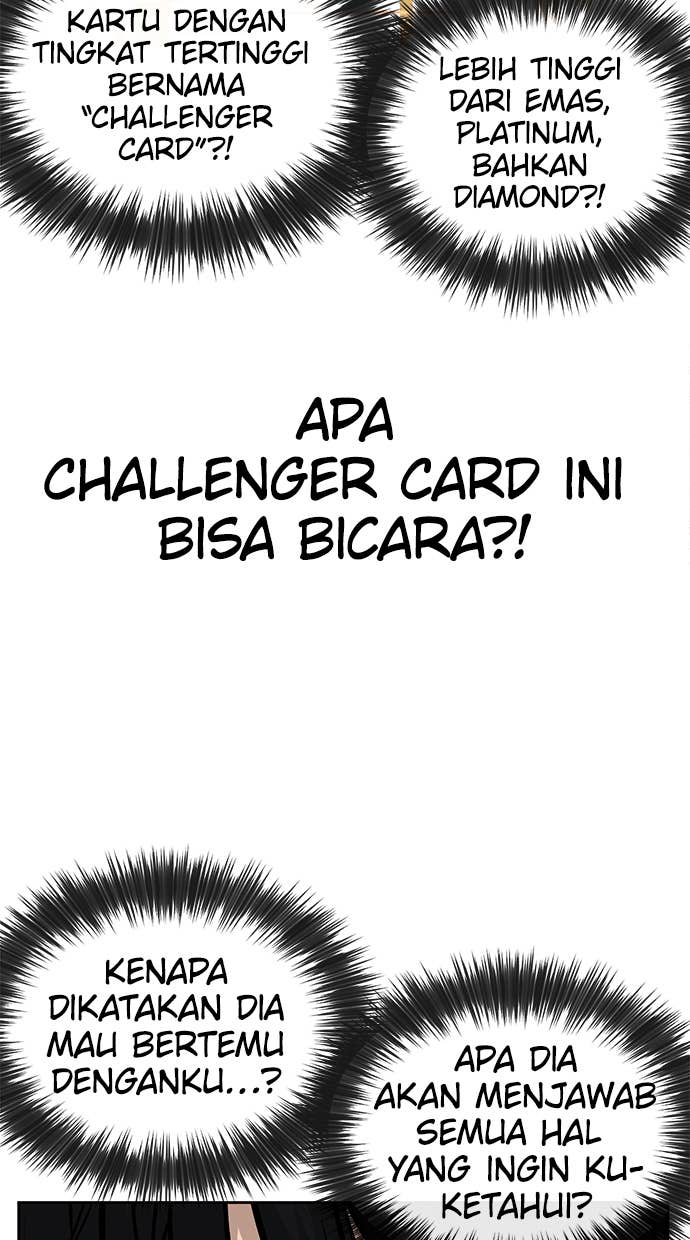 KARTU DENGAN
TINGKAT TERTINGGI
BERNAMA
“CHALLENGER
CARD”?!
LEBIH TINGGI
DARI EMAS,
PLATINUM,
BAHKAN
DIAMOND?!
APA
CHALLENGER CARD INI
BISA BICARA?!
KENAPA
DIKATAKAN DIA
MAU BERTEMU
DENGANKU...?
APA DIA
AKAN MENJAWAB
SEMUA HAL
YANG INGIN KU-
KETAHUI?